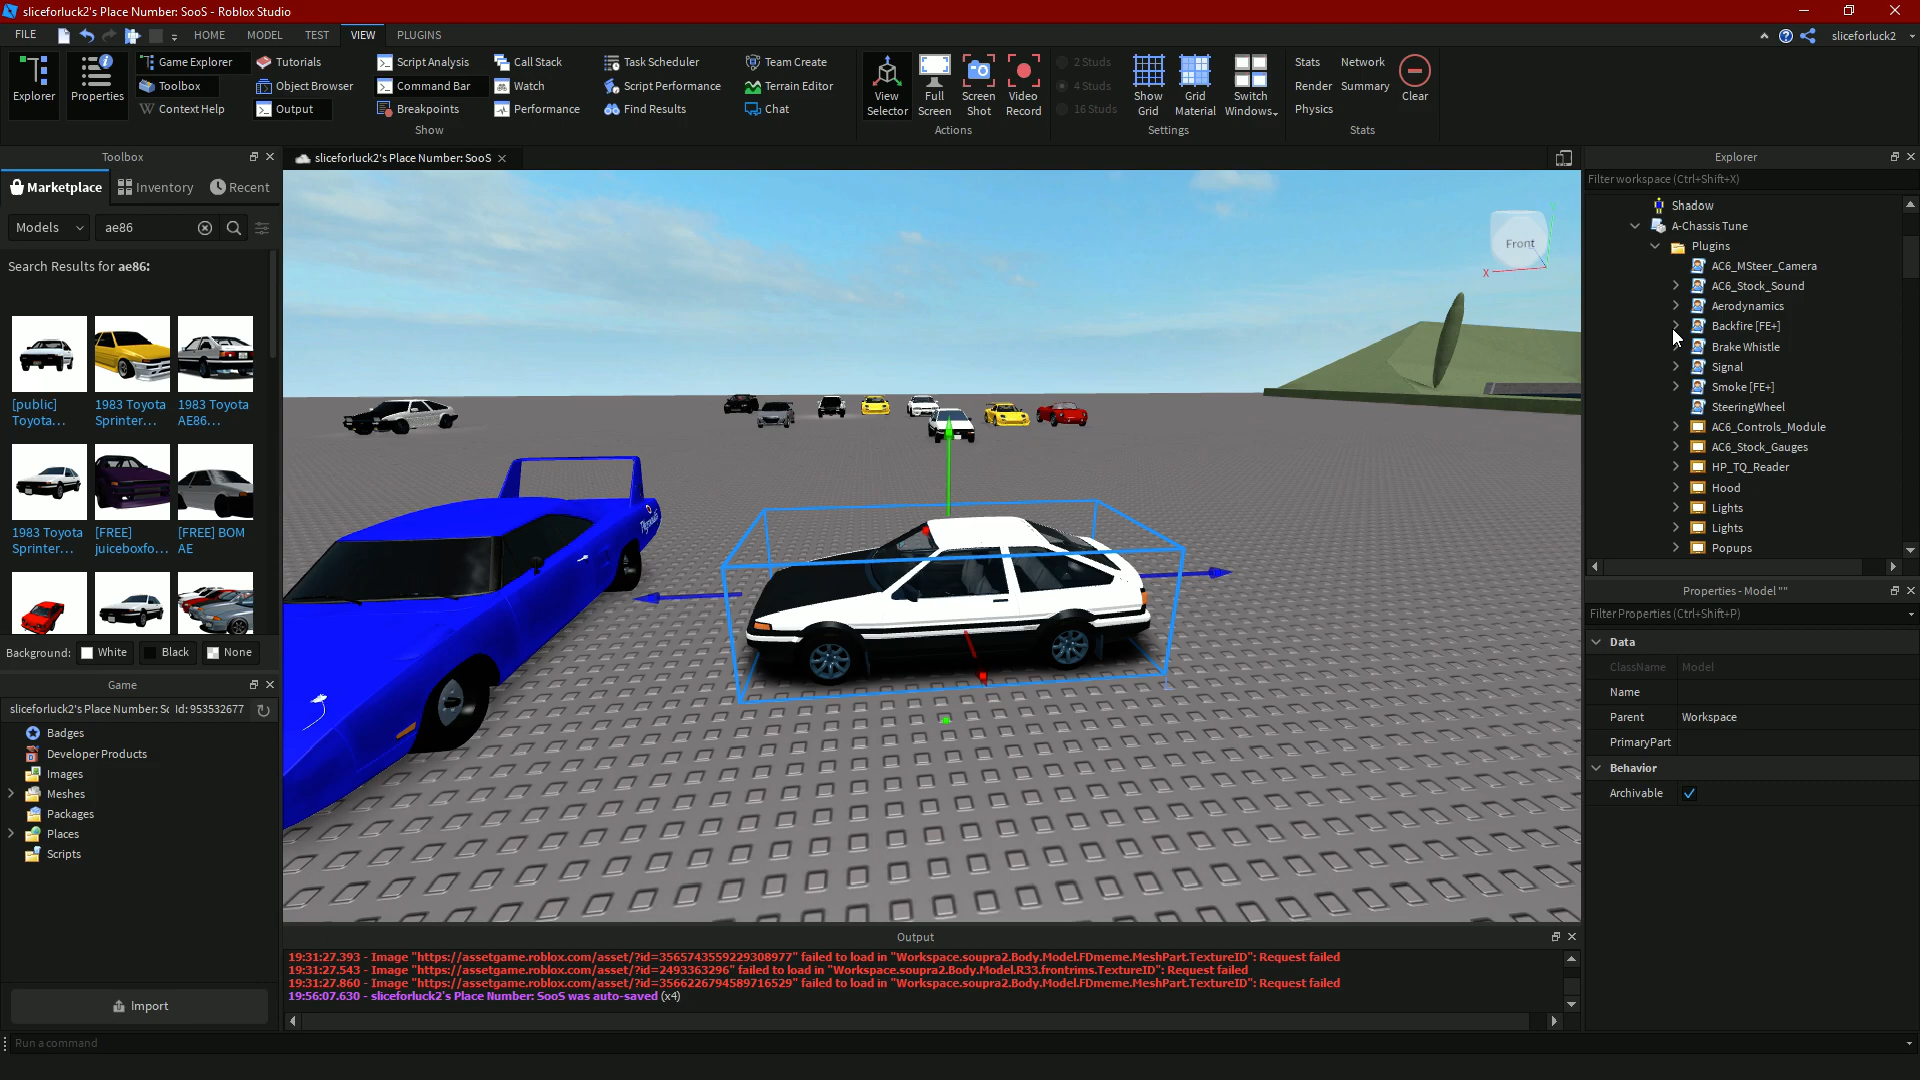 sliceforluck2's Place Number: SooS - Roblox Studio
FILE
HOME
MODEL
TEST
VIEW
PLUGINS
sliceforluck2
Explorer
Properties
Game Explorer
Toolbox
Context Help
Tutorials
Object Browser
Output
Script Analysis
Command Bar
Breakpoints
Call Stack
Watch
Performance
Task Scheduler
Script Performance
Find Results
Team Create
Terrain Editor
Chat
Show
View
Selector
Full
Screen
Screen
Shot
Video
Record
Actions
2 Studs
4 Studs
16 Studs
Show
Grid
Grid
Material
Switch
Windows
Settings
Stats
Network
Render
Summary
Physics
Clear
Stats
Toolbox
Marketplace
Inventory
Recent
Models
ae86
Search Results for ae86:
[public]
Toyota...
1983 Toyota
Sprinter...
1983 Toyota
AE86...
1983 Toyota
Sprinter...
[FREE]
juiceboxfo...
[FREE] BOM
AE
Background:
White
Black
None
Game
sliceforluck2's Place Number: Sc Id: 953532677
Badges
Developer Products
Images
Meshes
Packages
Places
Scripts
Import
sliceforluck2's Place Number: SooS
Front
X
Output
19:31:27.393 - Image "https://assetgame.roblox.com/asset/?id=3565743559229308977" failed to load in "Workspace.soupra2.Body.Model.FDmeme.MeshPart.TextureID": Request failed
19:31:27.543 - Image "https://assetgame.roblox.com/asset/?id=2493363296" failed to load in "Workspace.soupra2.Body.Model.R33.frontrims.TextureID": Request failed
19:31:27.860 - Image "https://assetgame.roblox.com/asset/?id=3566226794589716529" failed to load in "Workspace.soupra2.Body.Model.FDmeme.MeshPart.TextureID": Request failed
19:56:07.630 - sliceforluck2's Place Number: SooS was auto-saved (x4)
Run a command
Explorer
Filter workspace (Ctrl+Shift+X)
Shadow
A-Chassis Tune
Plugins
AC6_MSteer_Camera
AC6_Stock_Sound
Aerodynamics
Backfire [FE+]
Brake Whistle
Signal
Smoke [FE+]
SteeringWheel
AC6_Controls_Module
AC6_Stock_Gauges
HP_TQ_Reader
Hood
Lights
Lights
Popups
Properties - Model ""
Filter Properties (Ctrl+Shift+P)
Data
ClassName Model
Name
Parent Workspace
PrimaryPart
Behavior
Archivable